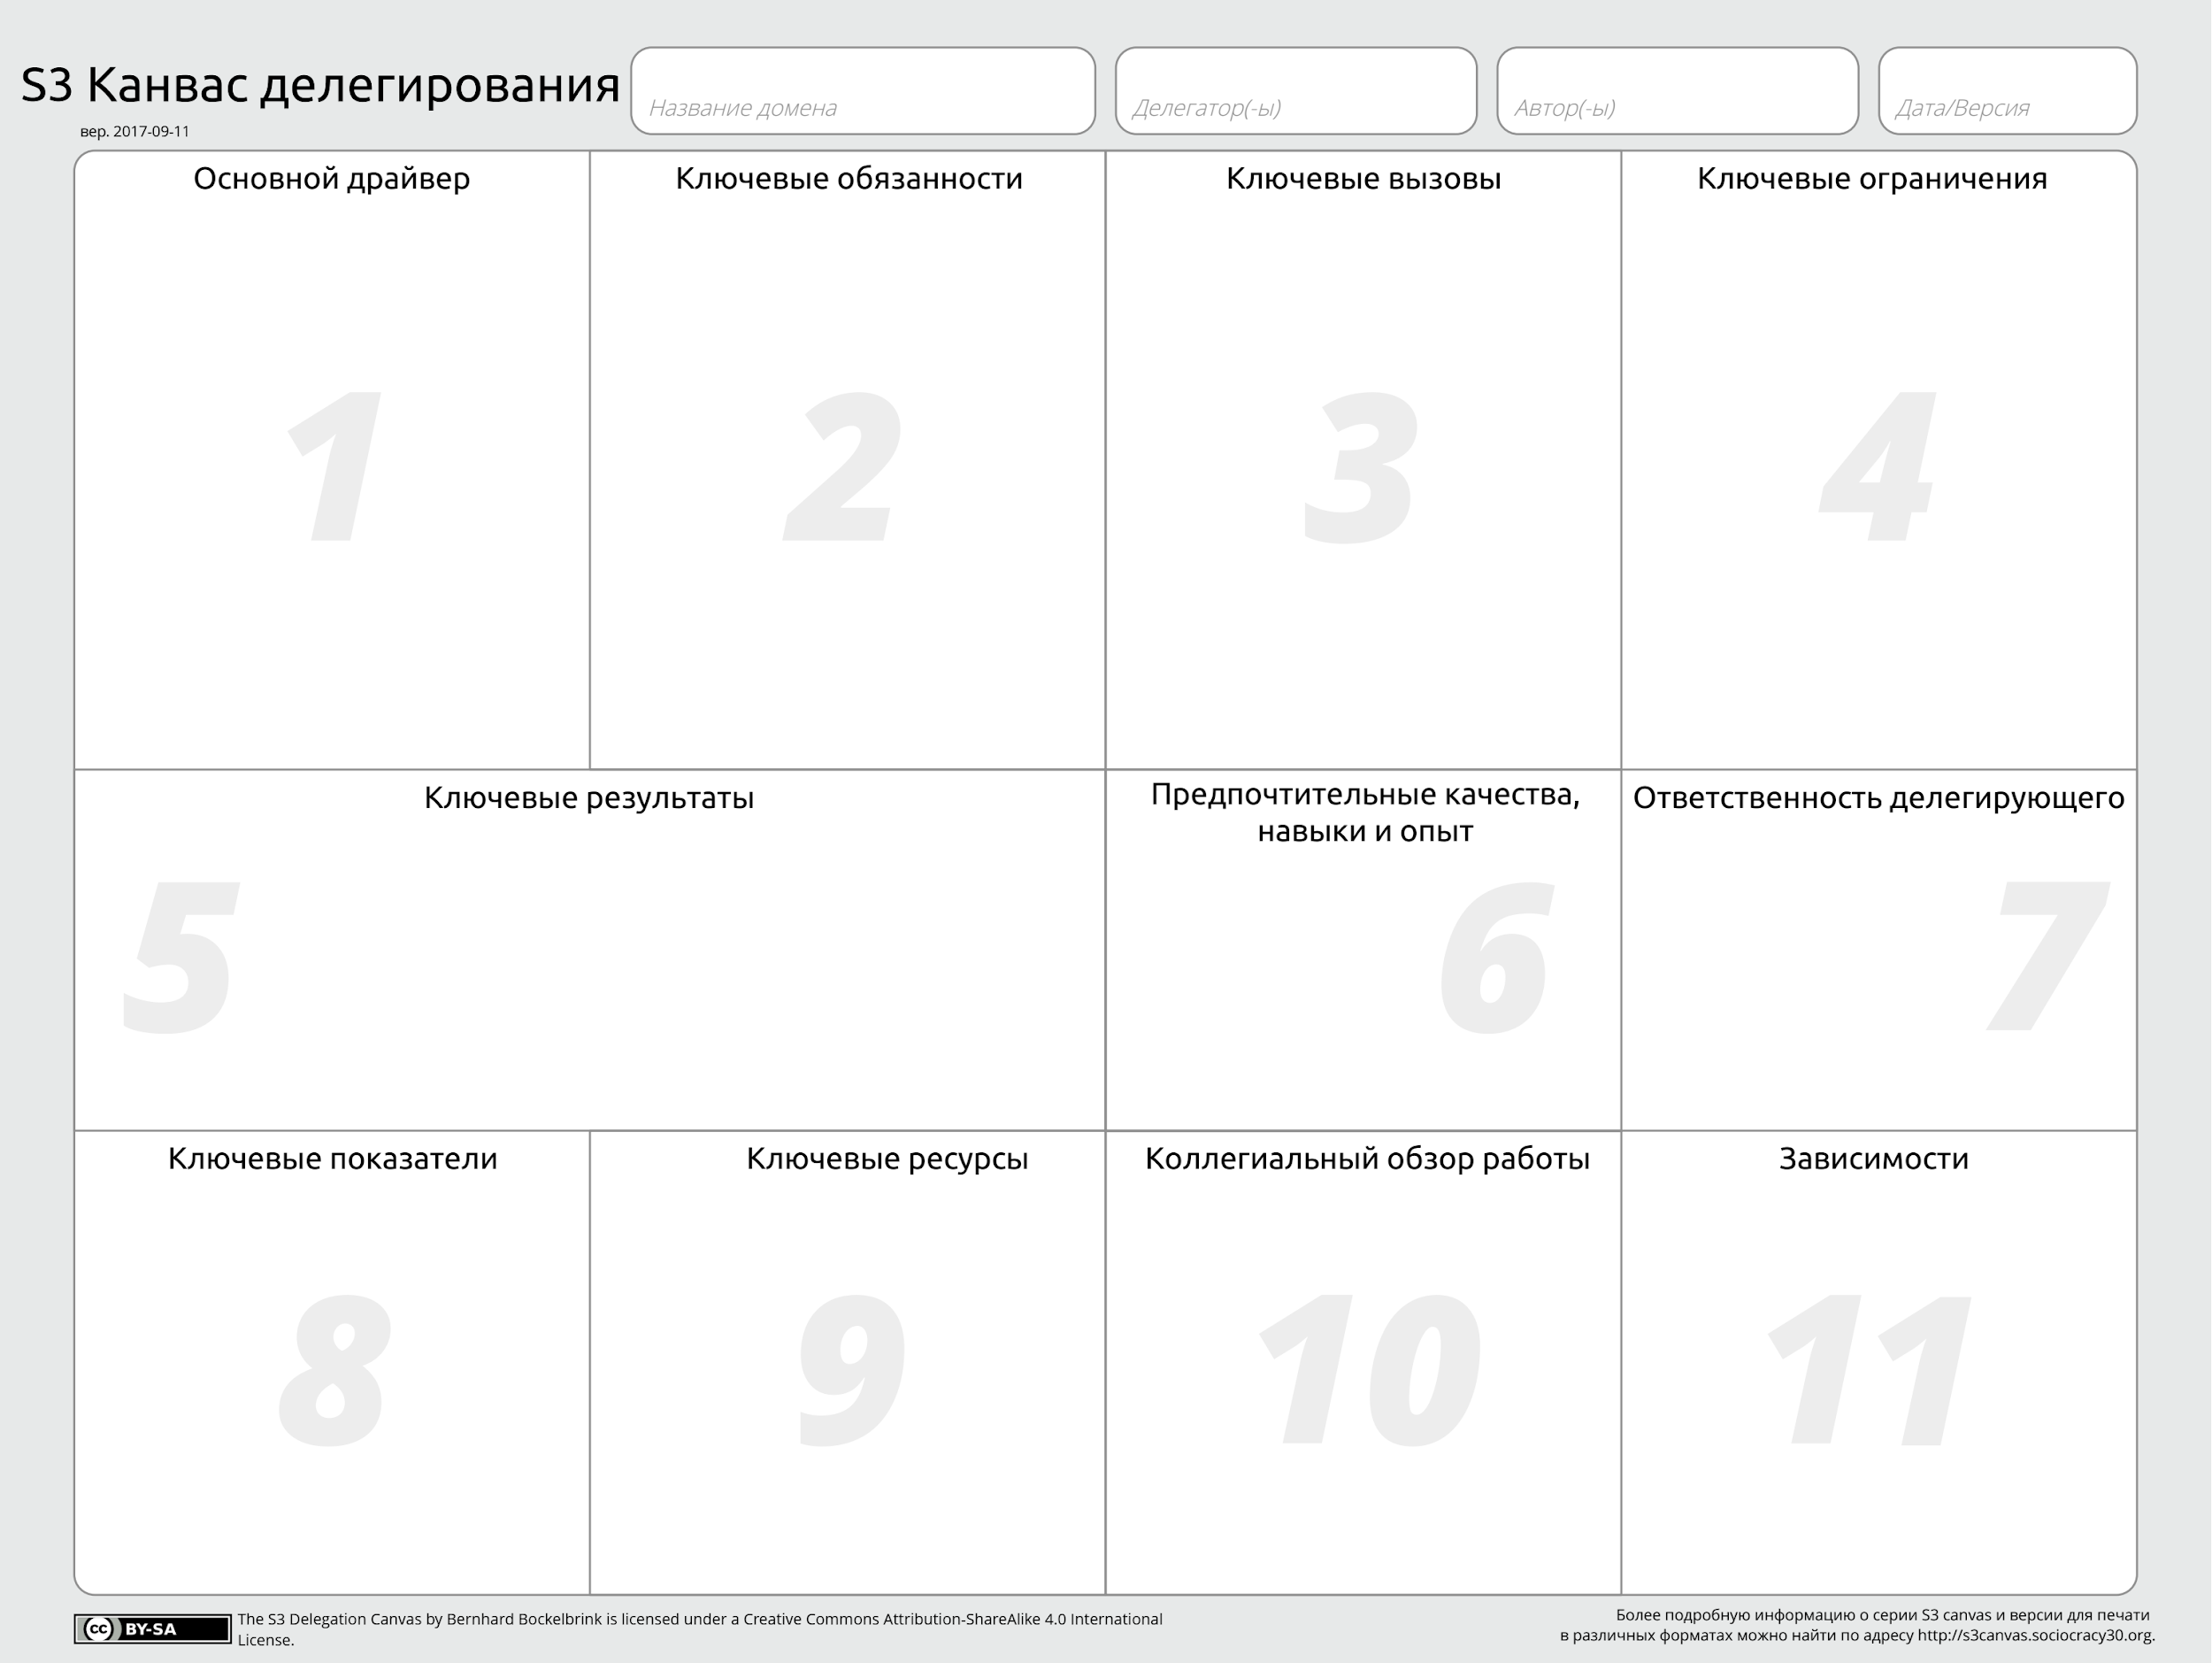 S3 Канвас делегирования
вер. 2017-09-11
Название домена
Делегатор(-ы)
Автор(-ы)
Дата/Версия
Основной драйвер
1
Ключевые обязанности
2
Ключевые вызовы
3
Ключевые ограничения
4
Ключевые результаты
5
Предпочтительные качества,
навыки и опыт
6
Ответственность делегирующего
7
Ключевые показатели
8
Ключевые ресурсы
9
Коллегиальный обзор работы
10
Зависимости
11
cc BY-SA
The S3 Delegation Canvas by Bernhard Bockelbrink is licensed under a Creative Commons Attribution-ShareAlike 4.0 International
License.
Более подробную информацию о серии S3 canvas и версии для печати
в различных форматах можно найти по адресу http://s3canvas.sociocracy30.org.